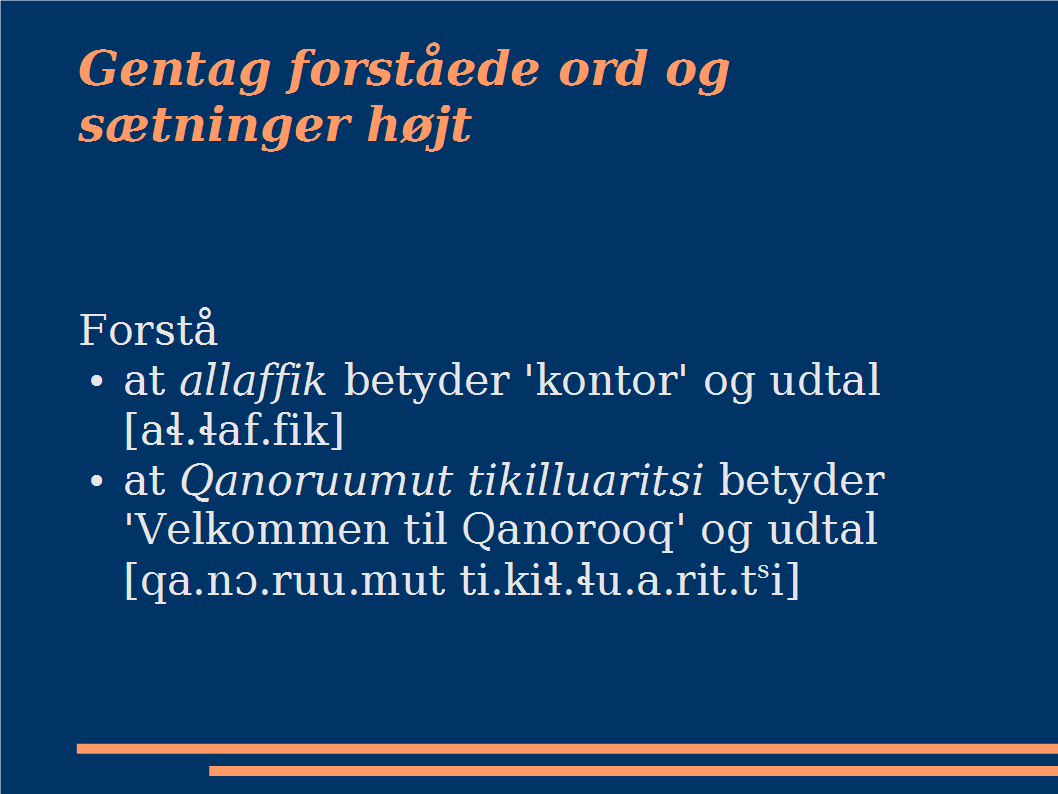 Gentag forståede ord og
sætninger højt
Forstå
• at allaffik betyder 'kontor' og udtal
[aɬ.ɬaf.fik]
• at Qanoruumut tikilluaritsi betyder
'Velkommen til Qanorooq' og udtal
[qa.nɔ.ruu.mut ti.kiɬ.ɬu.a.rit.tˢi]